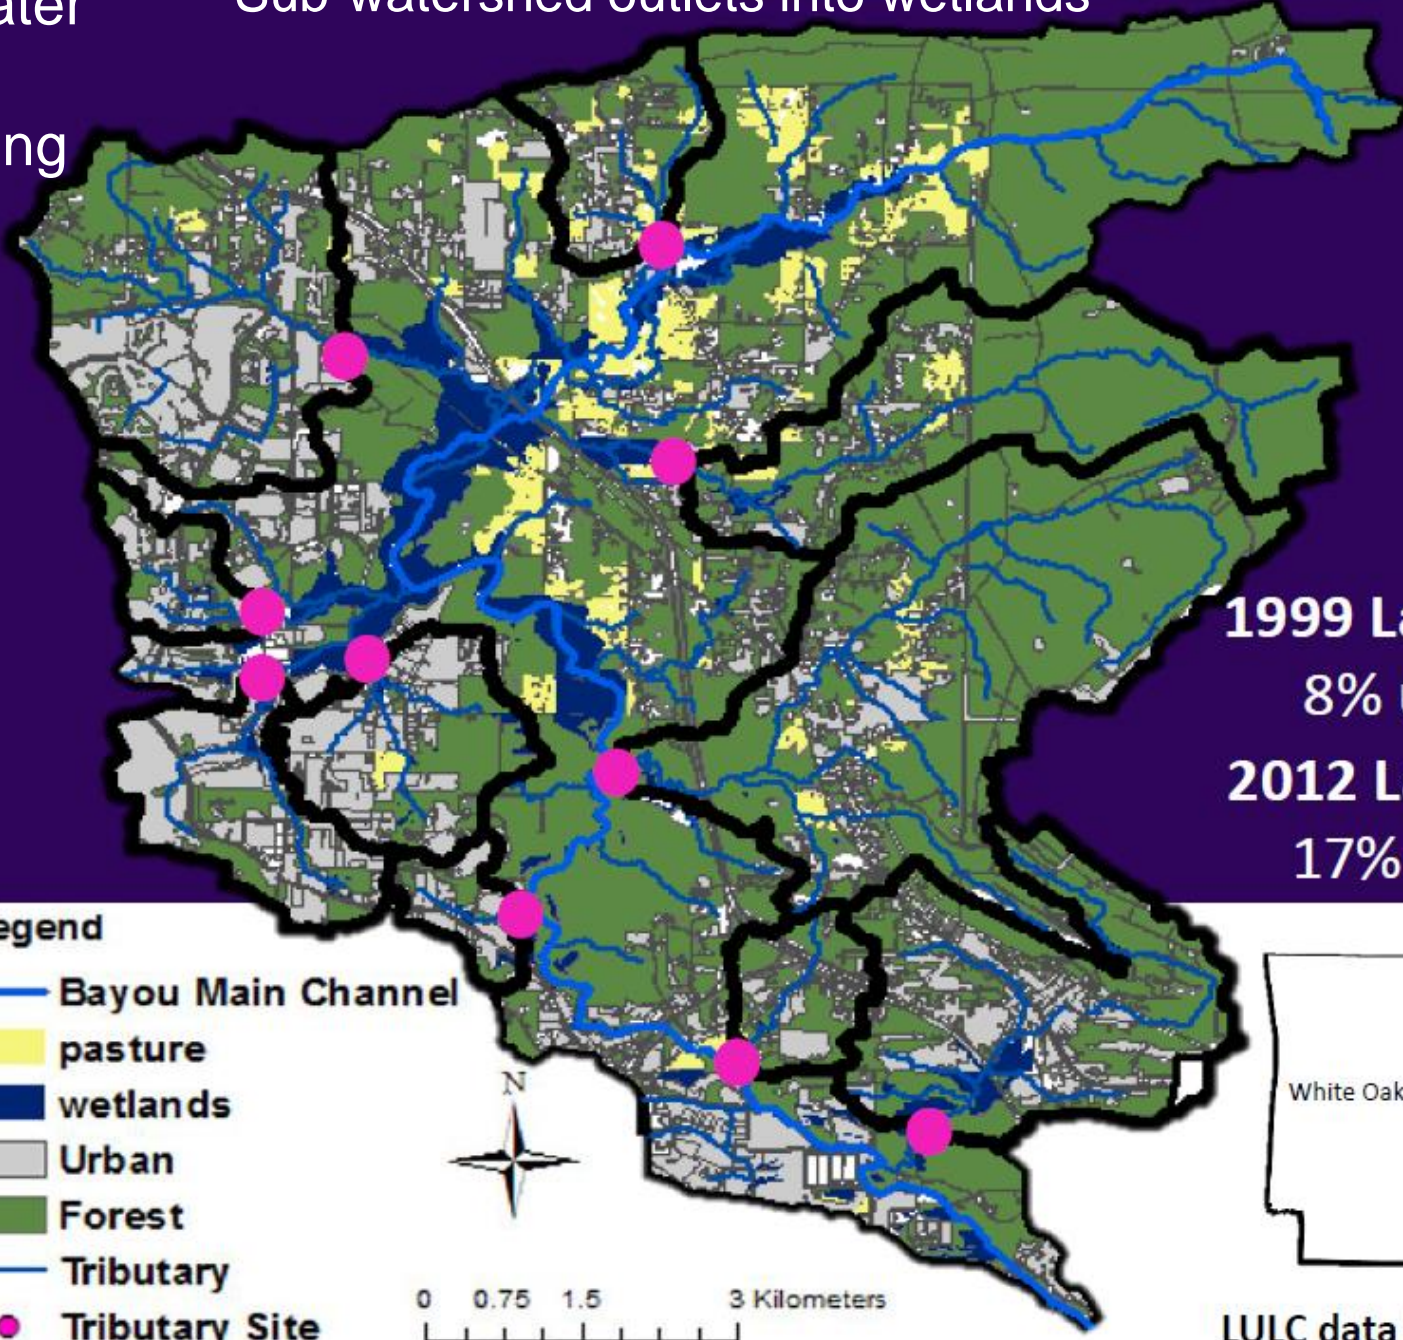 ater
Sub-watershed outlets into wetlands
ng
1999 La
8% u
2012 L
17%
egend
Bayou Main Channel
pasture
wetlands
Urban
Forest
Tributary
Tributary Site
N
0 0.75 1.5 3 Kilometers
White Oak
LULC data